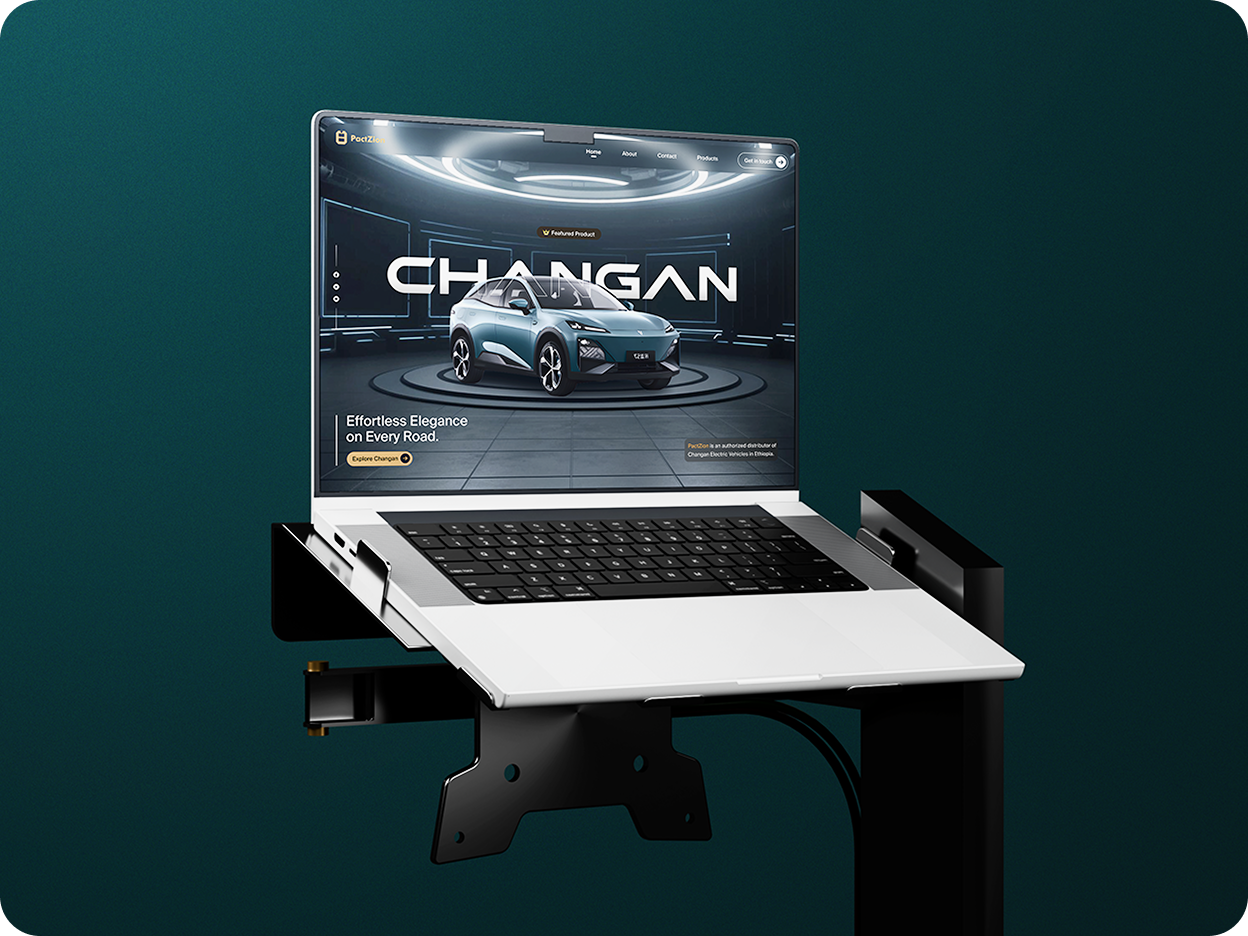 PactZion
Home
About
Contact
Products
Get in touch
Featured Product
CHANGAN
Effortless Elegance
on Every Road.
Explore Changan
PactZion is an authorized distributor of
Changan Electric Vehicles in Ethiopia.
Q W E R T Y U I O P
Z X C V B N M